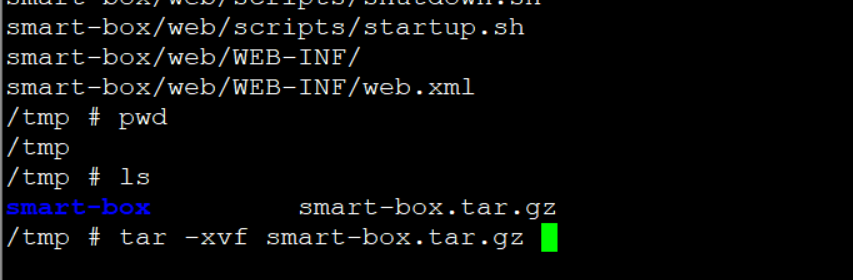 smart-box/web/scripts/shutdown.sh
smart-box/web/scripts/startup.sh
smart-box/web/WEB-INF/
smart-box/web/WEB-INF/web.xml
/tmp # pwd
/tmp
/tmp # ls
smart-box smart-box.tar.gz
/tmp # tar -xvf smart-box.tar.gz